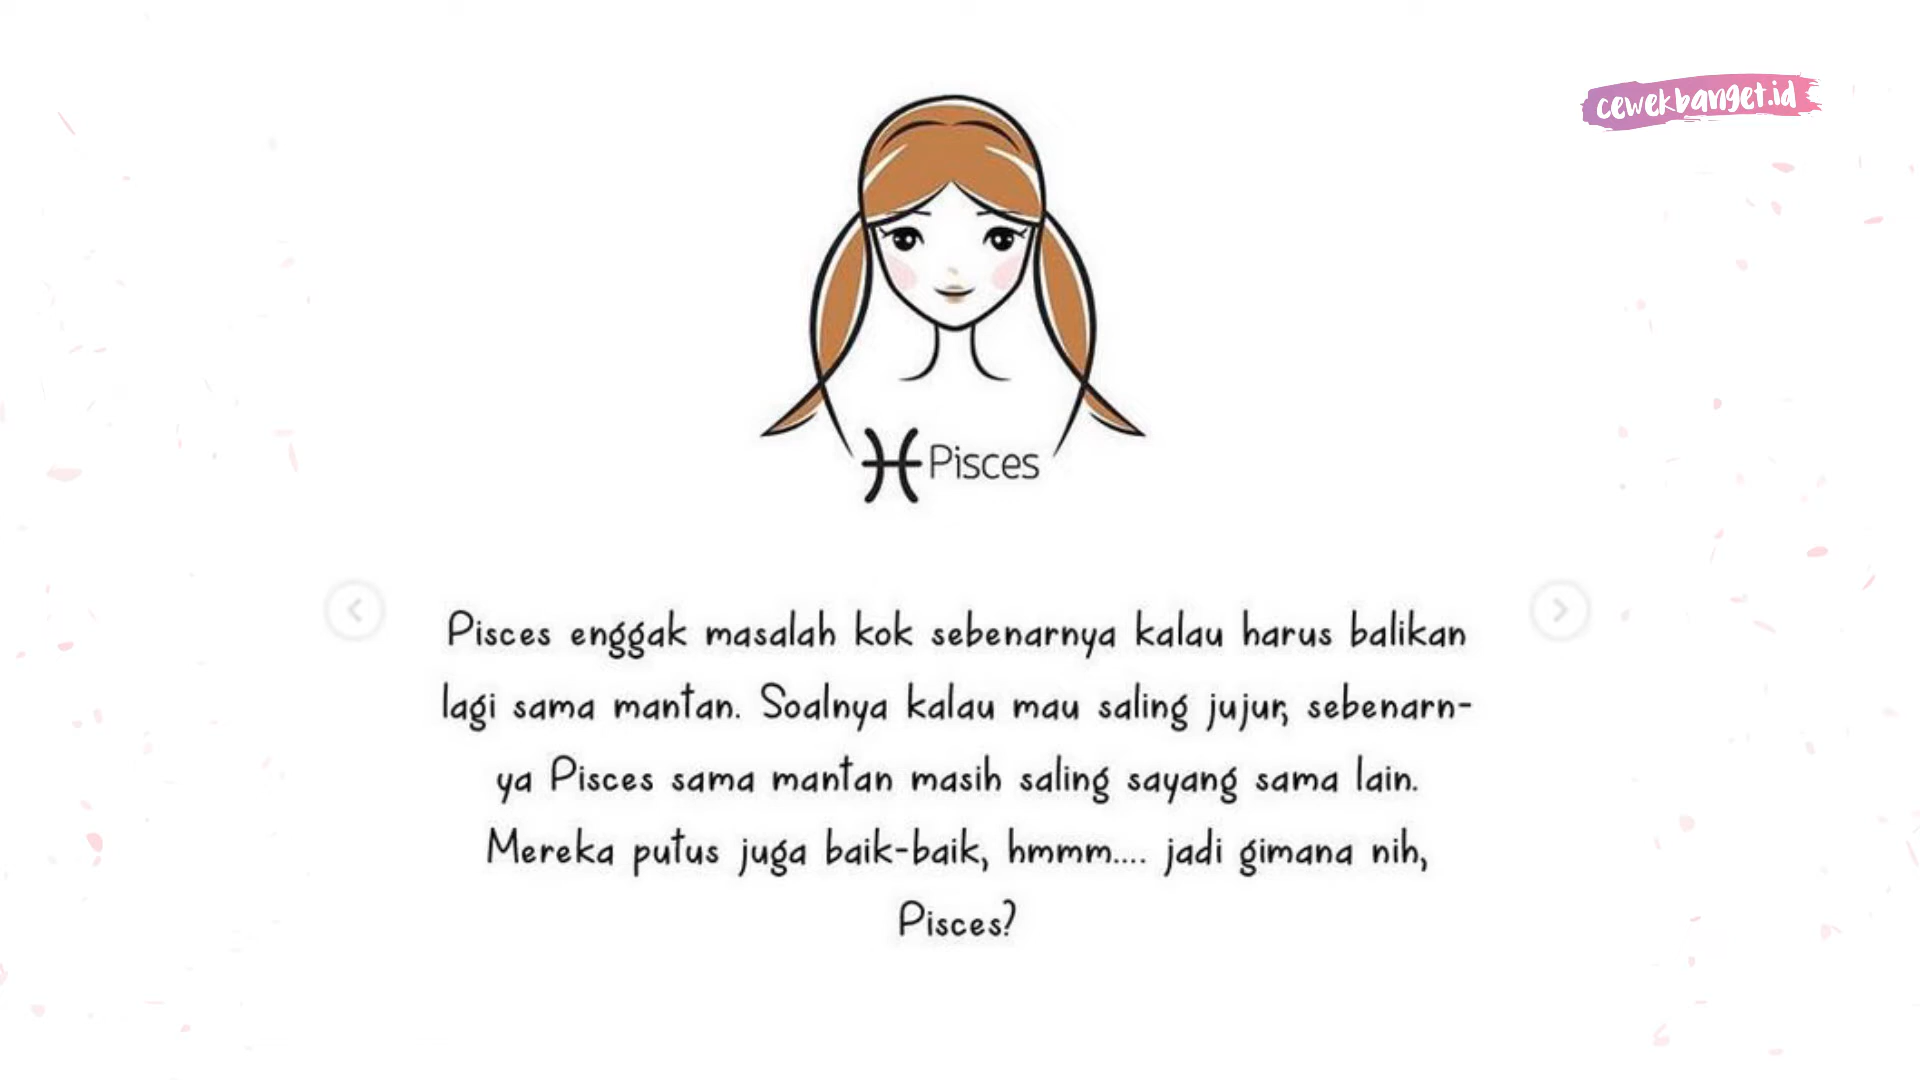 cewekbanget.id
Pisces
Pisces enggak masalah kok sebenarnya kalau harus balikan
lagi sama mantan. Soalnya kalau mau saling jujur, sebenarn-
ya Pisces sama mantan masih saling sayang sama lain.
Mereka putus juga baik-baik, hmmm.... jadi gimana nih,
Pisces?